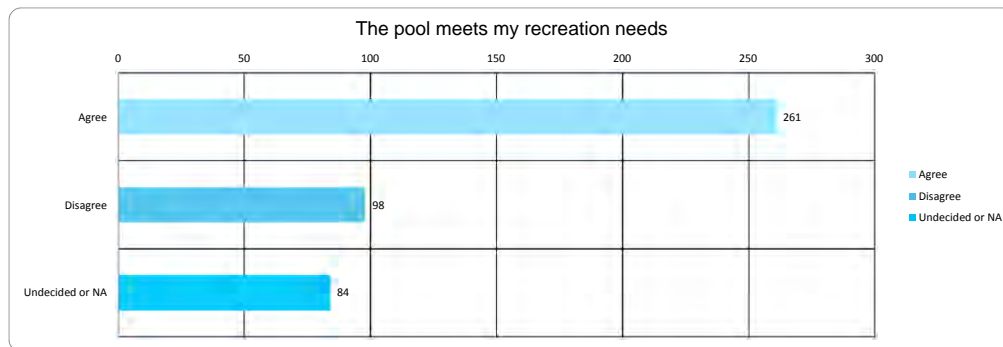 The pool meets my recreation needs
0 50 100 150 200 250 300
Agree 261
Disagree 98
Undecided or NA 84
Agree
Disagree
Undecided or NA